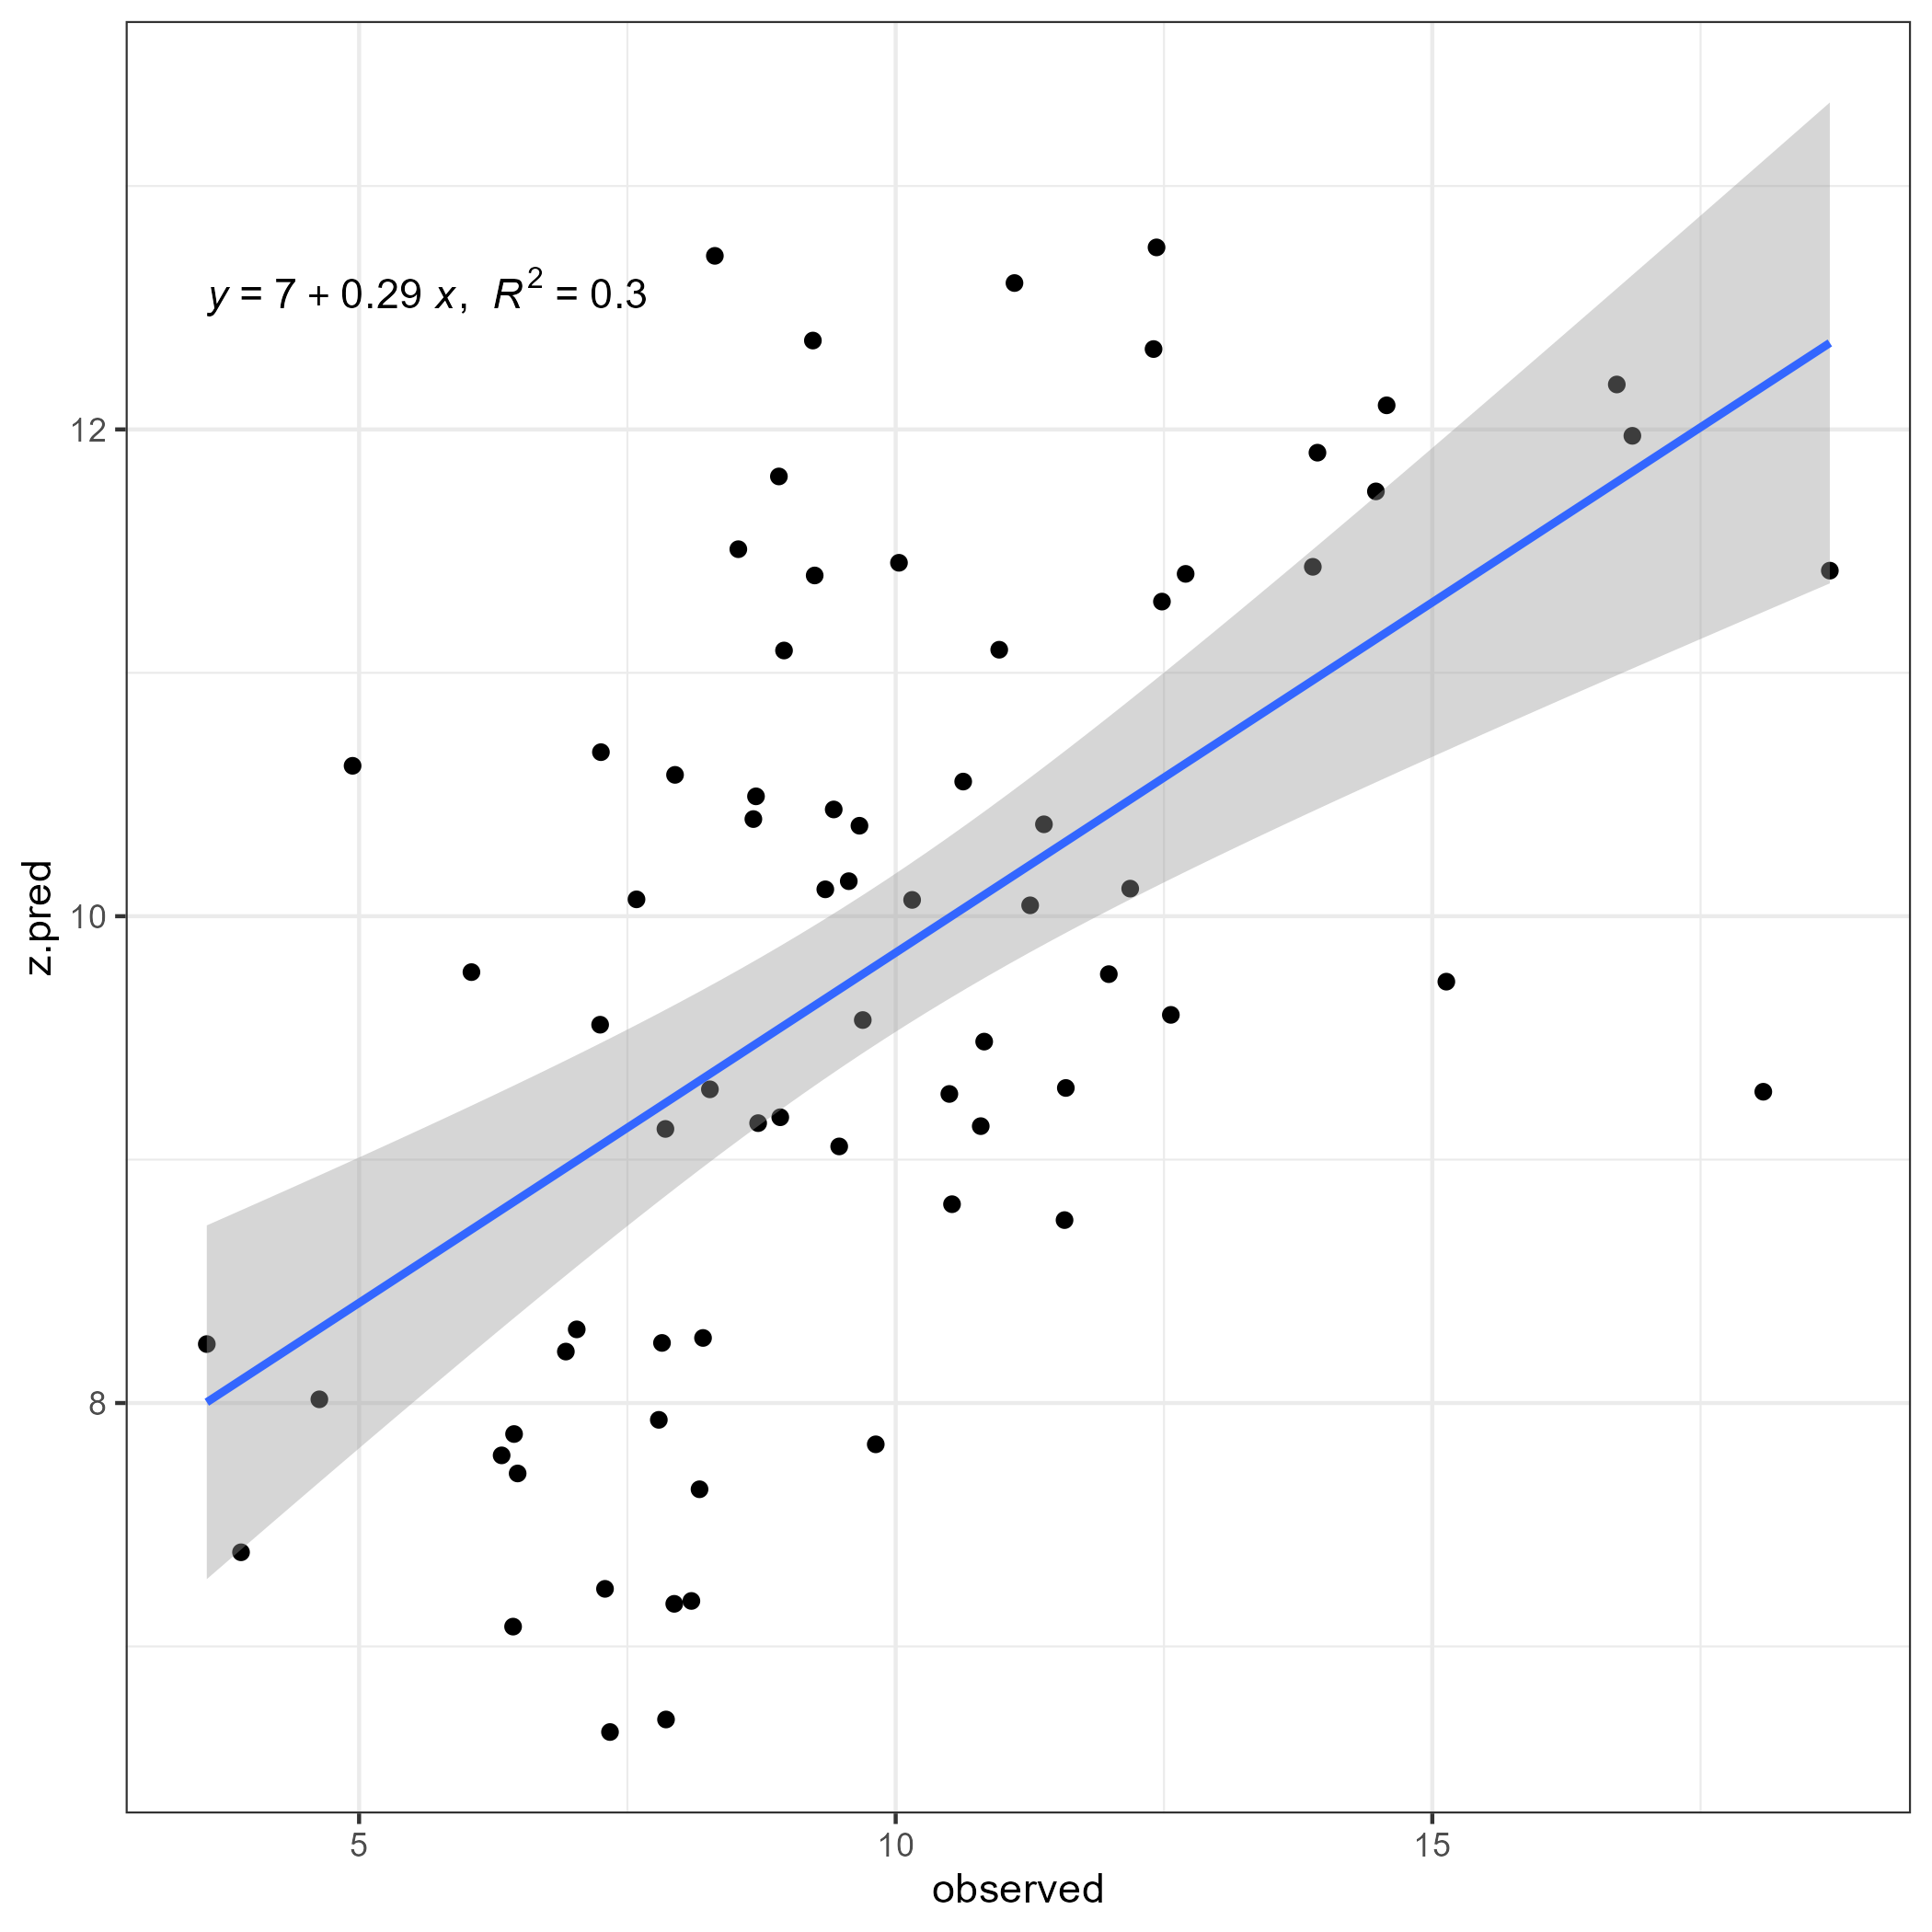 y = 7 + 0.29 x, R² = 0.3
12
10
8
z.pred
5 10 15
observed